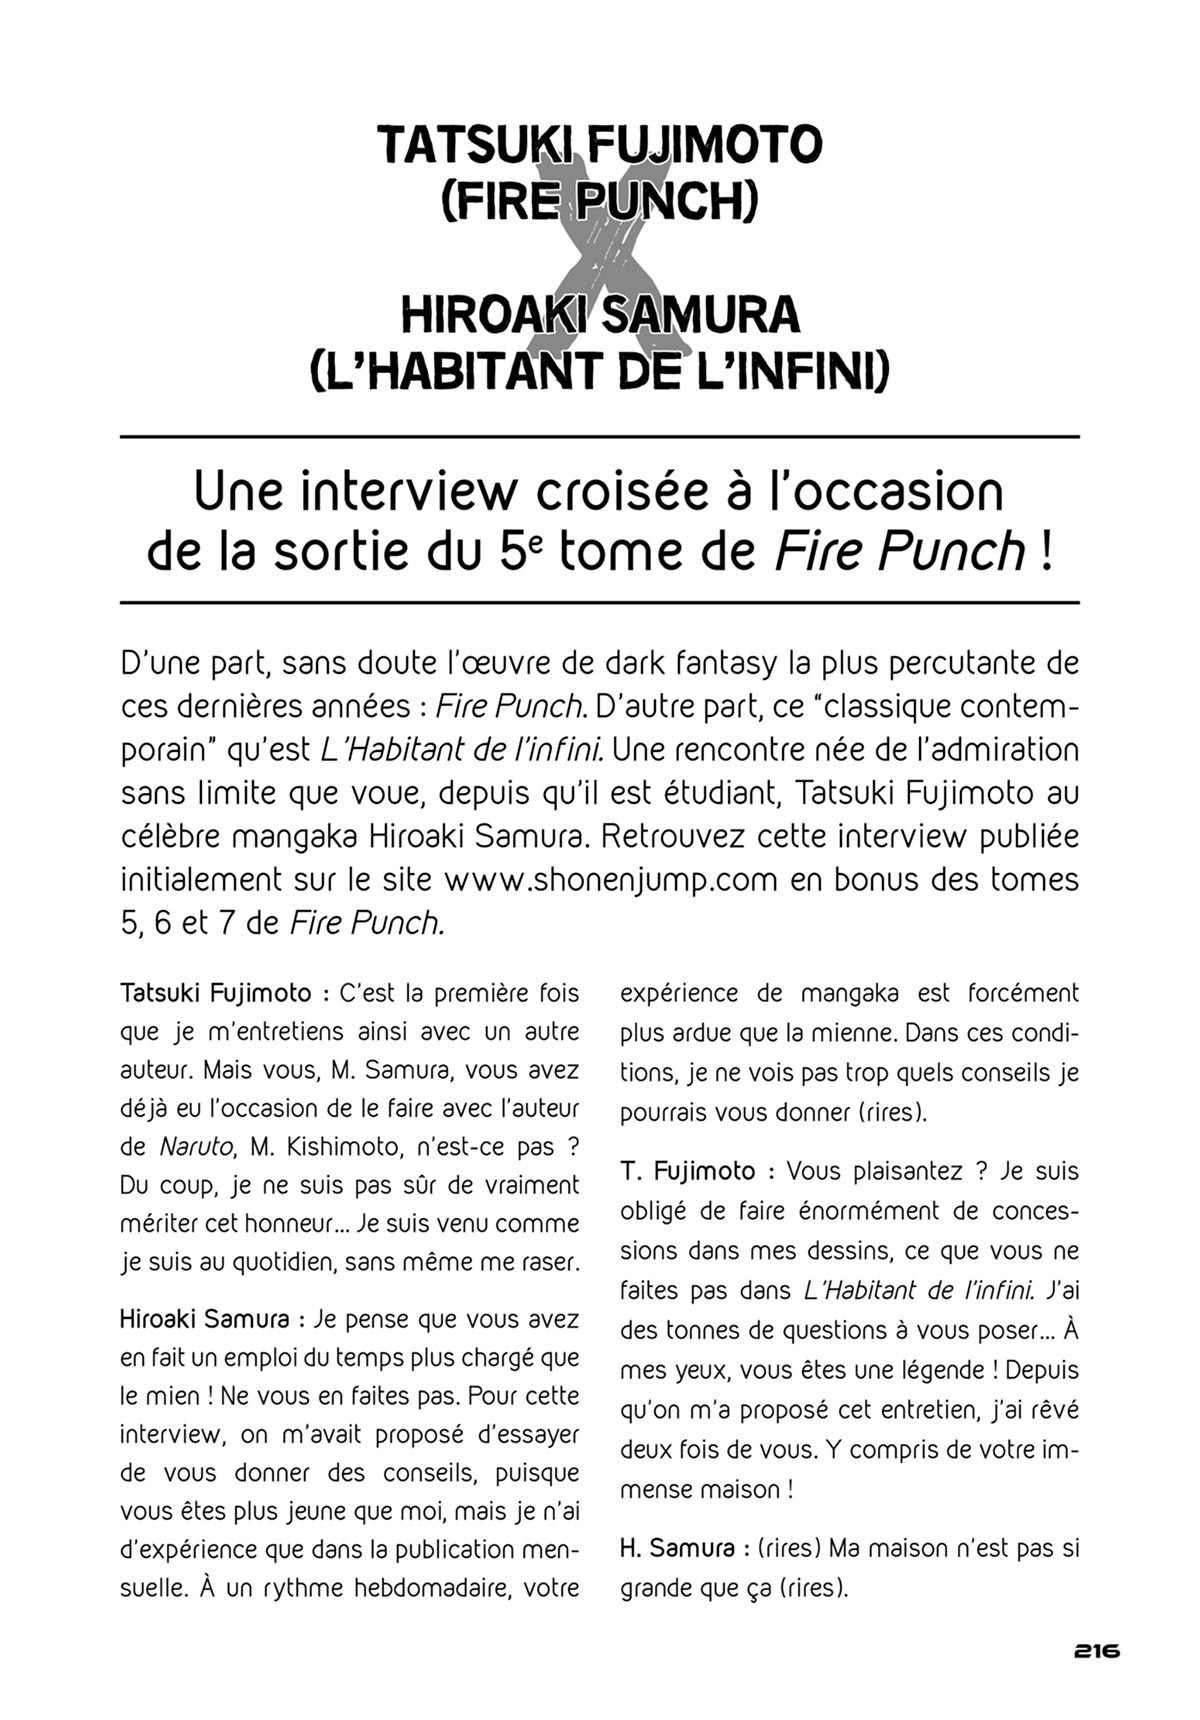 TATSUKI FUJIMOTO
(FIRE PUNCH)
X
HIROAKI SAMURA
(L'HABITANT DE L'INFINI)
Une interview croisée à l'occasion
de la sortie du 5e tome de Fire Punch !
D'une part, sans doute l'œuvre de dark fantasy la plus percutante de
ces dernières années : Fire Punch. D'autre part, ce “classique contem-
porain” qu'est L'Habitant de l'infini. Une rencontre née de l'admiration
sans limite que voue, depuis qu'il est étudiant, Tatsuki Fujimoto au
célèbre mangaka Hiroaki Samura. Retrouvez cette interview publiée
initialement sur le site www.shonenjump.com en bonus des tomes
5, 6 et 7 de Fire Punch.
Tatsuki Fujimoto : C'est la première fois
que je m'entretiens ainsi avec un autre
auteur. Mais vous, M. Samura, vous avez
déjà eu l'occasion de le faire avec l'auteur
de Naruto, M. Kishimoto, n'est-ce pas ?
Du coup, je ne suis pas sûr de vraiment
mériter cet honneur... Je suis venu comme
je suis au quotidien, sans même me raser.
Hiroaki Samura : Je pense que vous avez
en fait un emploi du temps plus chargé que
le mien ! Ne vous en faites pas. Pour cette
interview, on m'avait proposé d'essayer
de vous donner des conseils, puisque
vous êtes plus jeune que moi, mais je n'ai
d'expérience que dans la publication men-
suelle. À un rythme hebdomadaire, votre
expérience de mangaka est forcément
plus ardue que la mienne. Dans ces condi-
tions, je ne vois pas trop quels conseils je
pourrais vous donner (rires).
T. Fujimoto : Vous plaisantez ? Je suis
obligé de faire énormément de conces-
sions dans mes dessins, ce que vous ne
faites pas dans L'Habitant de l'infini. J'ai
des tonnes de questions à vous poser... À
mes yeux, vous êtes une légende ! Depuis
qu'on m'a proposé cet entretien, j'ai rêvé
deux fois de vous. Y compris de votre im-
mense maison !
H. Samura : (rires) Ma maison n'est pas si
grande que ça (rires).
216